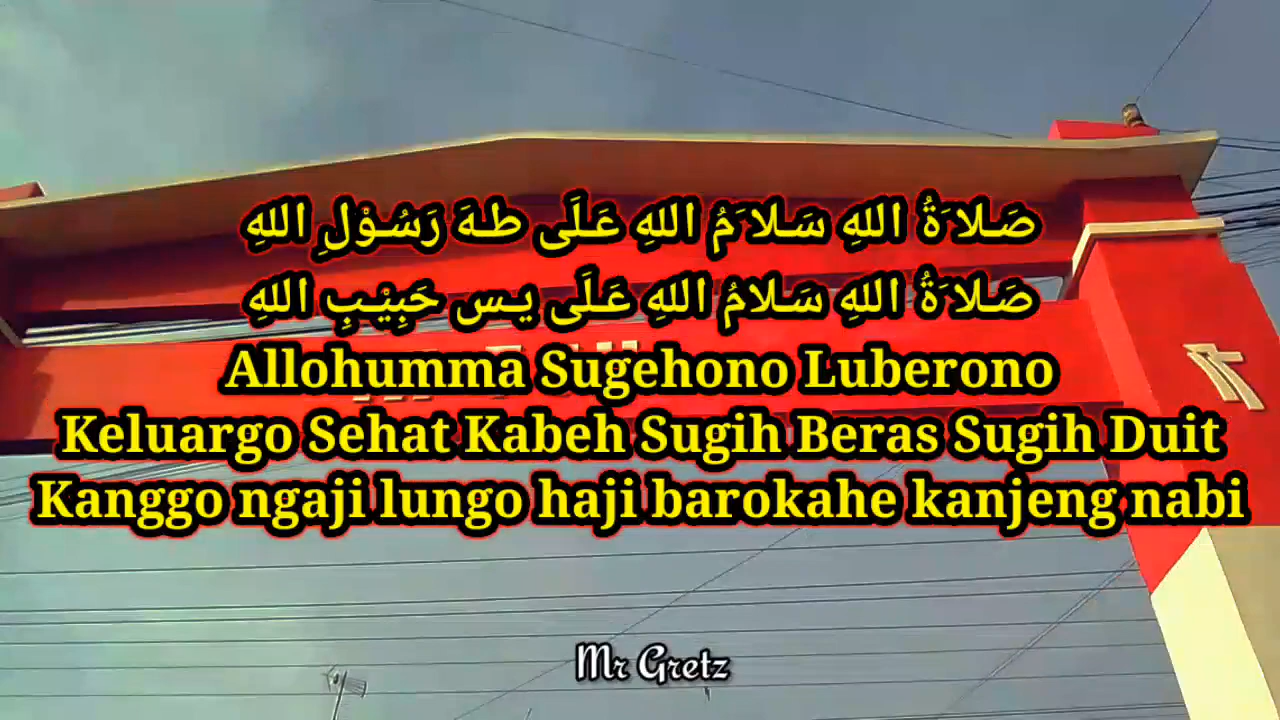 صَلاَةُ اللهِ سَلاَمُ اللهِ عَلَى طهَ رَسُوْلِ اللهِ
صَلاَةُ اللهِ سَلامُ اللهِ عَلَى يس حَبِيْبِ اللهِ
Allohumma Sugehono Luberono
Keluargo Sehat Kabeh Sugih Beras Sugih Duit
Kanggo ngaji lungo haji barokahe kanjeng nabi
Mr Gretz